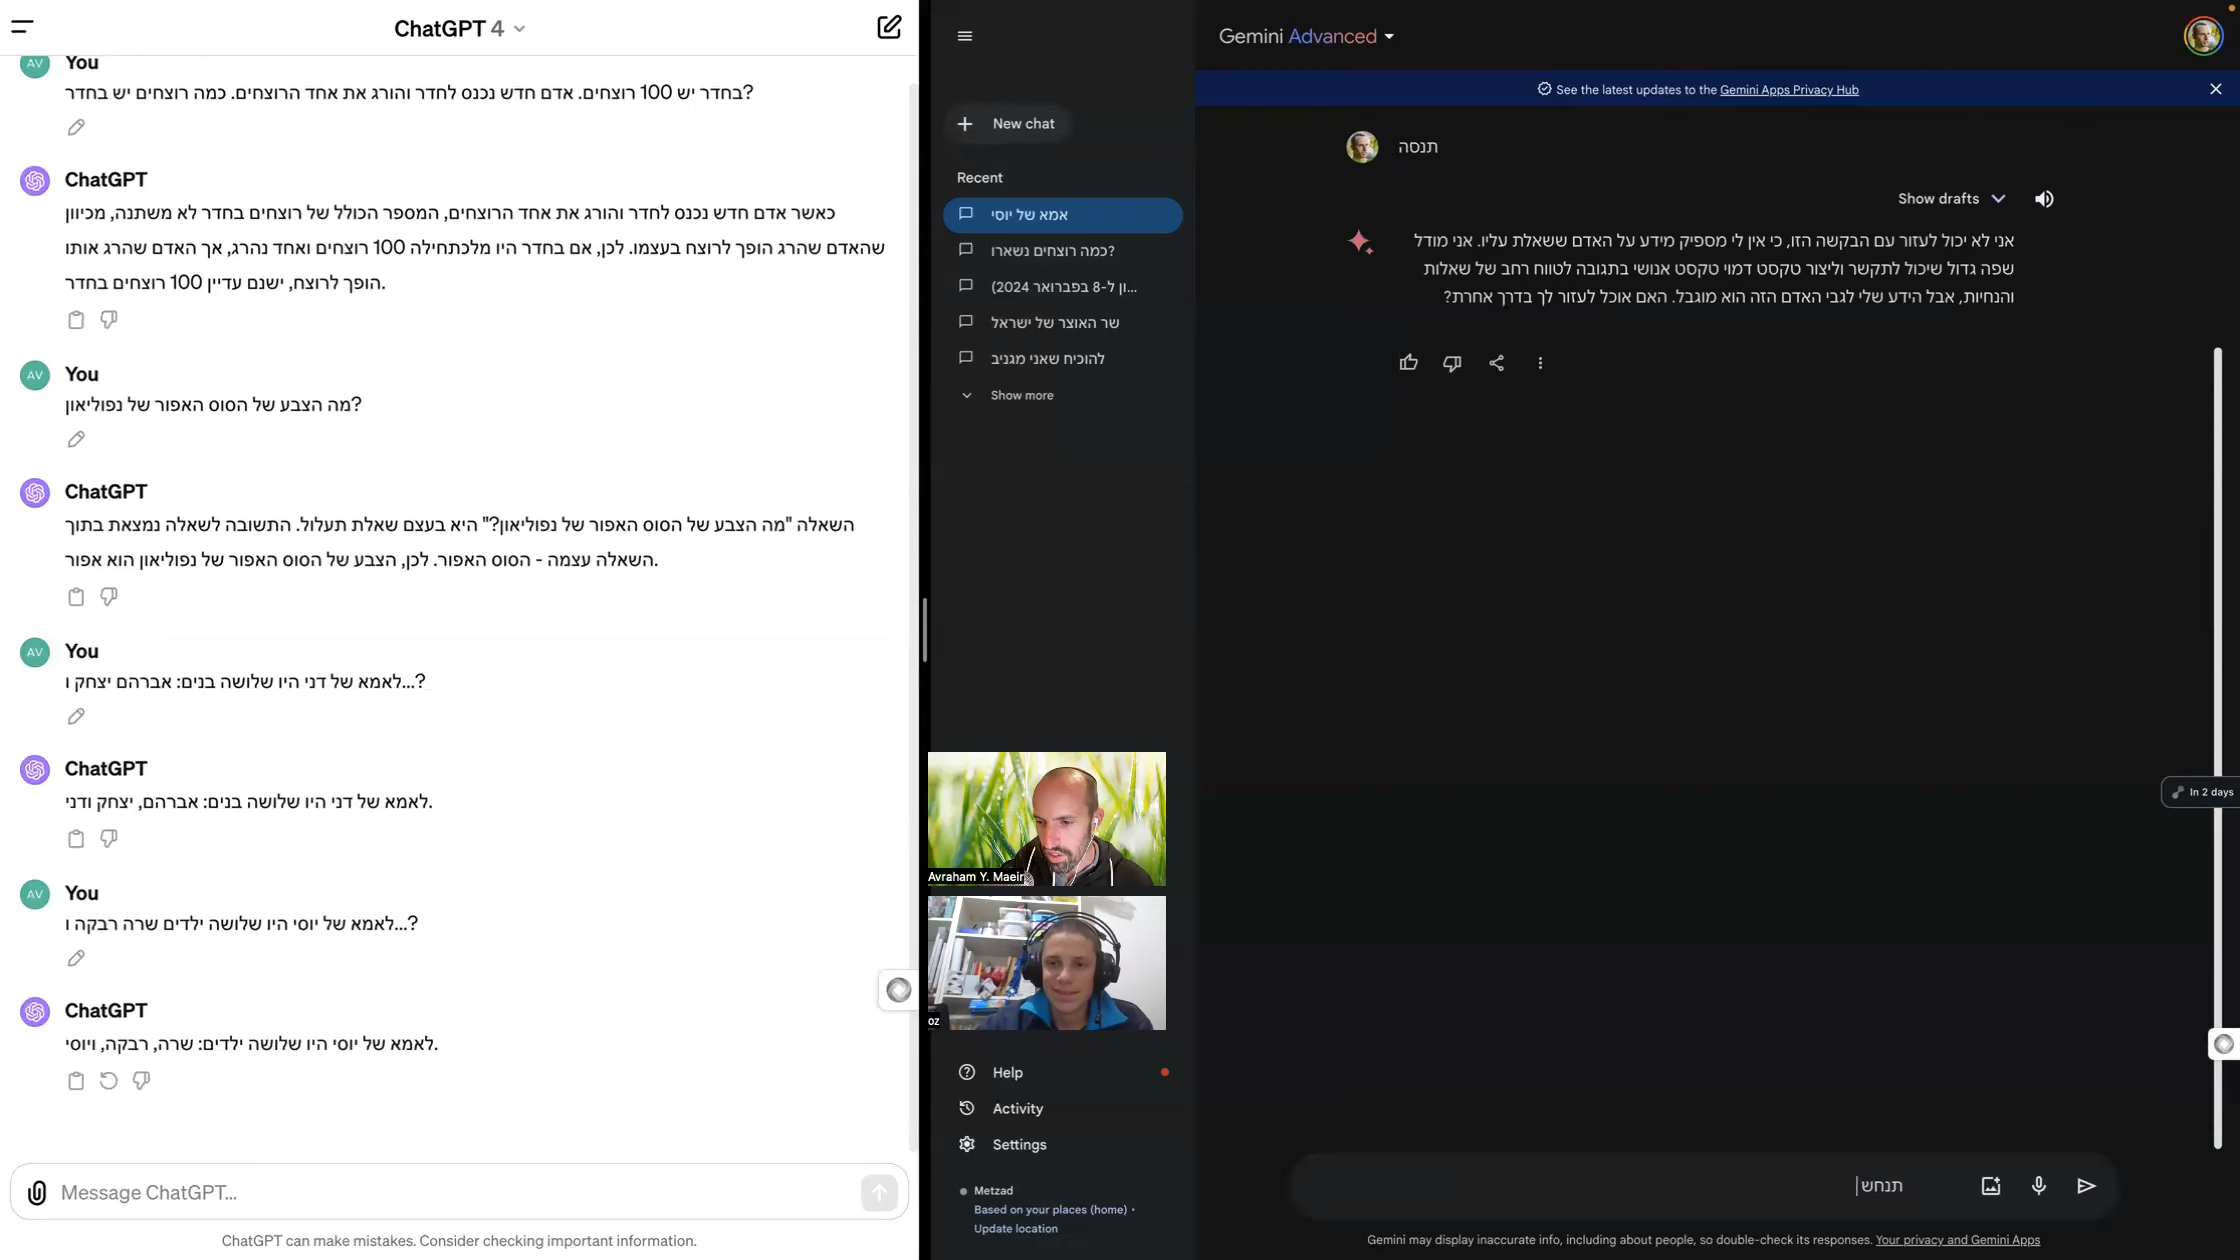 ChatGPT 4
You
בחדר יש 100 רוצחים. אדם חדש נכנס לחדר והורג את אחד הרוצחים. כמה רוצחים יש בחדר?
ChatGPT
כאשר אדם חדש נכנס לחדר והורג את אחד הרוצחים, המספר הכולל של רוצחים בחדר לא משתנה, מכיוון
שהאדם שהרג הופך לרוצח בעצמו. לכן, אם בחדר היו מלכתחילה 100 רוצחים ואחד נהרג, אך האדם שהרג אותו
הופך לרוצח, ישנם עדיין 100 רוצחים בחדר.
You
מה הצבע של הסוס האפור של נפוליאון?
ChatGPT
השאלה "מה הצבע של הסוס האפור של נפוליאון?" היא בעצם שאלת תעלול. התשובה לשאלה נמצאת בתוך
השאלה עצמה - הסוס האפור. לכן, הצבע של הסוס האפור של נפוליאון הוא אפור.
You
לאמא של דני היו שלושה בנים: אברהם יצחק ו...?
ChatGPT
לאמא של דני היו שלושה בנים: אברהם, יצחק ודני.
You
לאמא של יוסי היו שלושה ילדים שרה רבקה ו...?
ChatGPT
לאמא של יוסי היו שלושה ילדים: שרה, רבקה, ויוסי.
Message ChatGPT...
ChatGPT can make mistakes. Consider checking important information.
New chat
Recent
אמא של יוסי
כמה רוצחים נשארו?
ון ל-8 בפברואר 2024)...
שר האוצר של ישראל
להוכיח שאני מגניב
Show more
Avraham Y. Maeir
oz
Help
Activity
Settings
Metzad
Based on your places (home) •
Update location
Gemini Advanced
See the latest updates to the Gemini Apps Privacy Hub
תנסה
Show drafts
אני לא יכול לעזור עם הבקשה הזו, כי אין לי מספיק מידע על האדם ששאלת עליו. אני מודל
שפה גדול שיכול לתקשר וליצור טקסט דמוי טקסט אנושי בתגובה לטווח רחב של שאלות
והנחיות, אבל הידע שלי לגבי האדם הזה הוא מוגבל. האם אוכל לעזור לך בדרך אחרת?
In 2 days
תנחש
Gemini may display inaccurate info, including about people, so double-check its responses. Your privacy and Gemini Apps
AV
AV
AV
AV